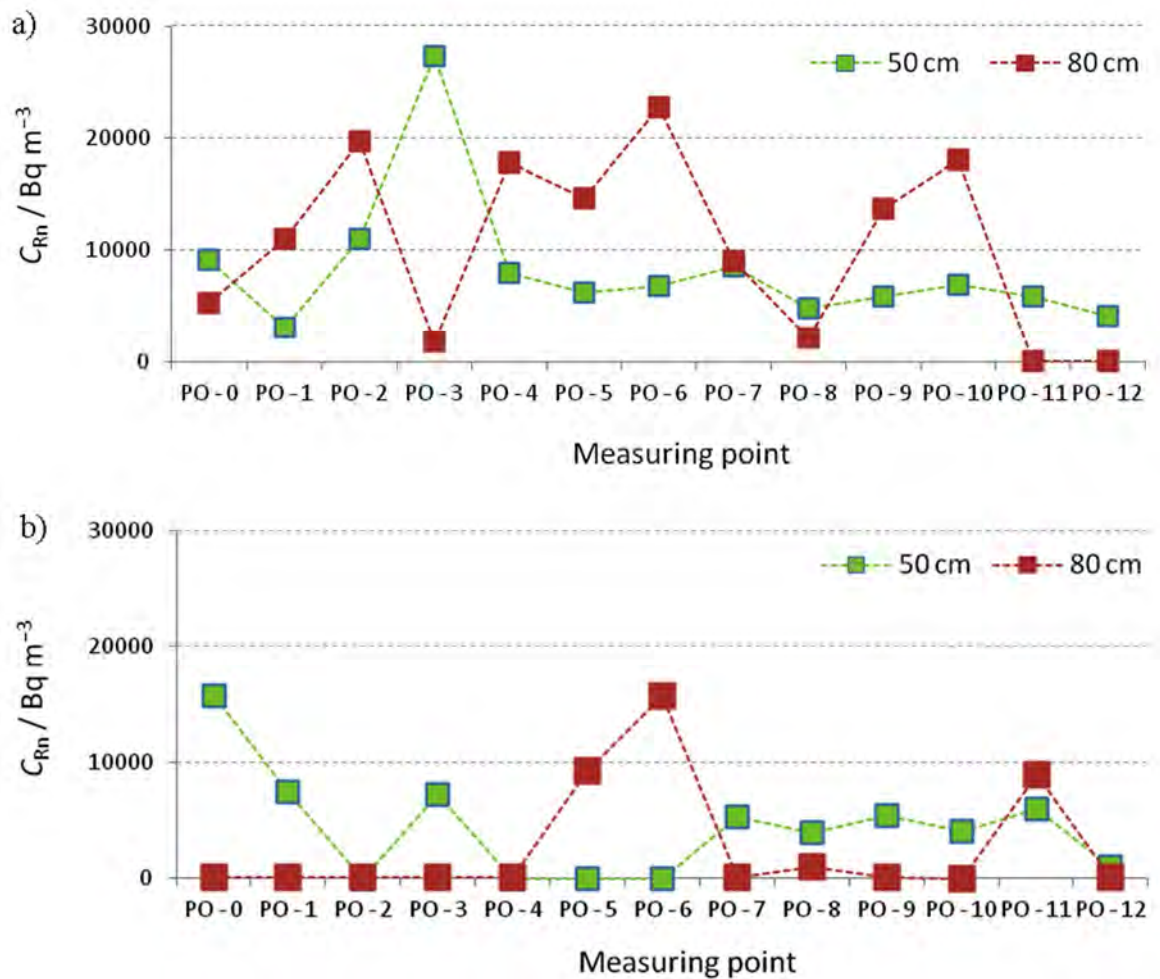 a)
30000
50 cm 80 cm
20000
10000
0
C_Rn / Bq m⁻³
PO - 0 PO - 1 PO - 2 PO - 3 PO - 4 PO - 5 PO - 6 PO - 7 PO - 8 PO - 9 PO - 10 PO - 11 PO - 12
Measuring point
b)
30000
50 cm 80 cm
20000
10000
0
C_Rn / Bq m⁻³
PO - 0 PO - 1 PO - 2 PO - 3 PO - 4 PO - 5 PO - 6 PO - 7 PO - 8 PO - 9 PO - 10 PO - 11 PO - 12
Measuring point